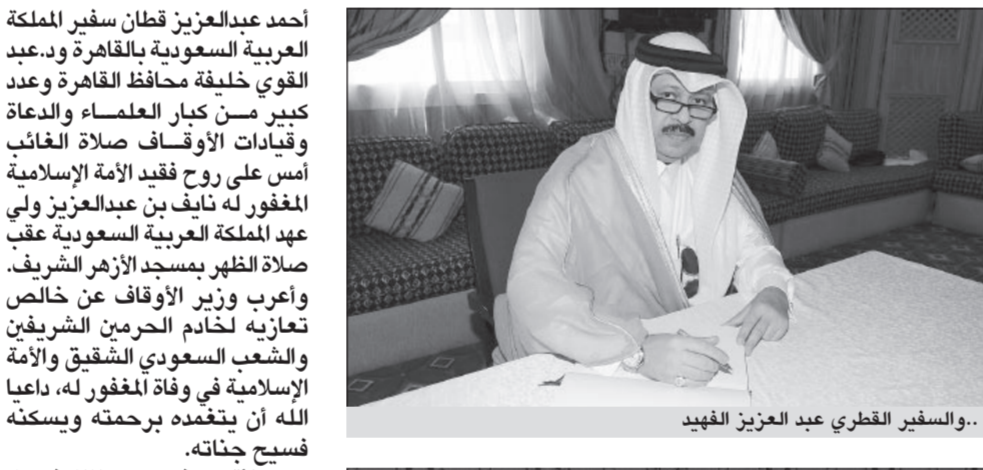 أحمد عبدالعزيز قطان سفير المملكة
العربية السعودية بالقاهرة ود.عبد
القوي خليفة محافظ القاهرة وعدد
كبير مـــن كبار العلمـــاء والدعاة
وقيادات الأوقـــاف صلاة الغائب
أمس على روح فقيد الأمة الإسلامية
المغفور له نايف بن عبدالعزيز ولي
عهد المملكة العربية السعودية عقب
صلاة الظهر بمسجد الأزهر الشريف.
وأعرب وزير الأوقاف عن خالص
تعازيه لخادم الحرمين الشريفين
والشعب السعودي الشقيق والأمة
الإسلامية في وفاة المغفور له، داعيا
الله أن يتغمده برحمته ويسكنه
فسيح جناته.
..والسفير القطري عبد العزيز الفهيد